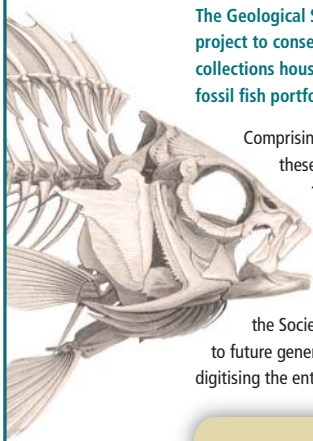 The Geological S
project to conse
collections hous
fossil fish portfo
Comprisin
these
the Socie
to future gener
digitising the ent